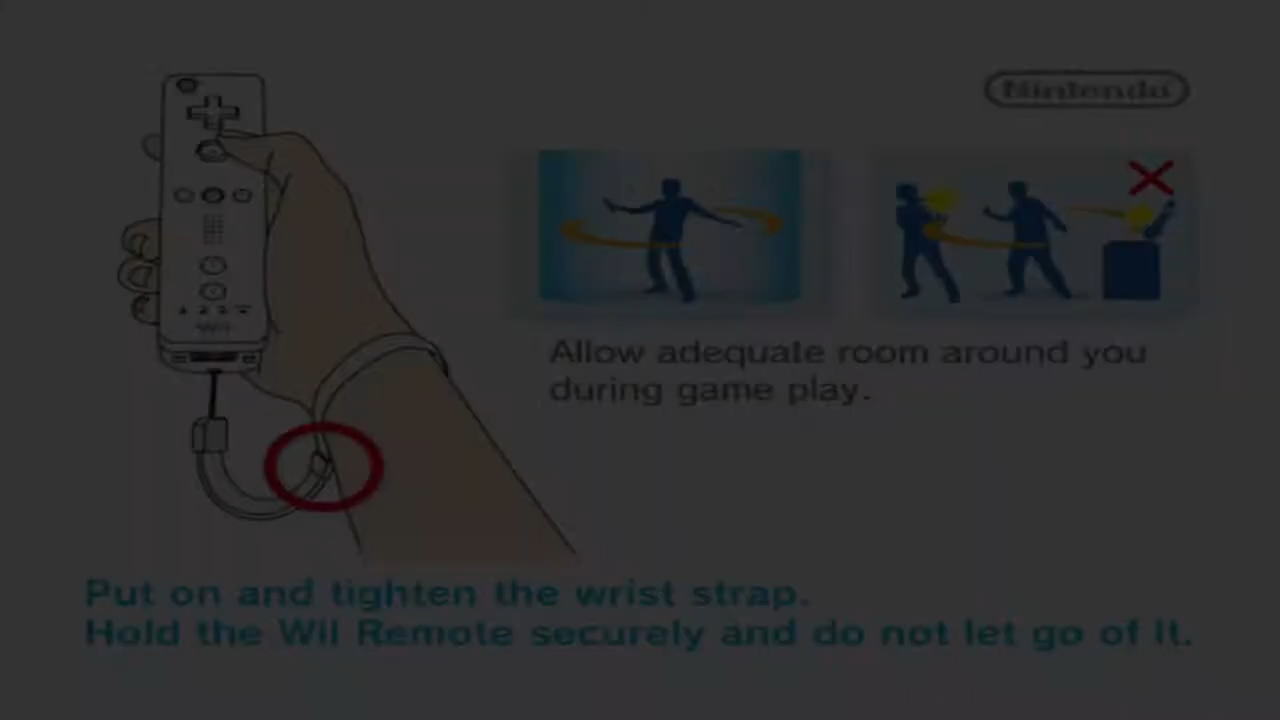 Nintendo
Allow adequate room around you
during game play.
Wii
Put on and tighten the wrist strap.
Hold the Wii Remote securely and do not let go of it.